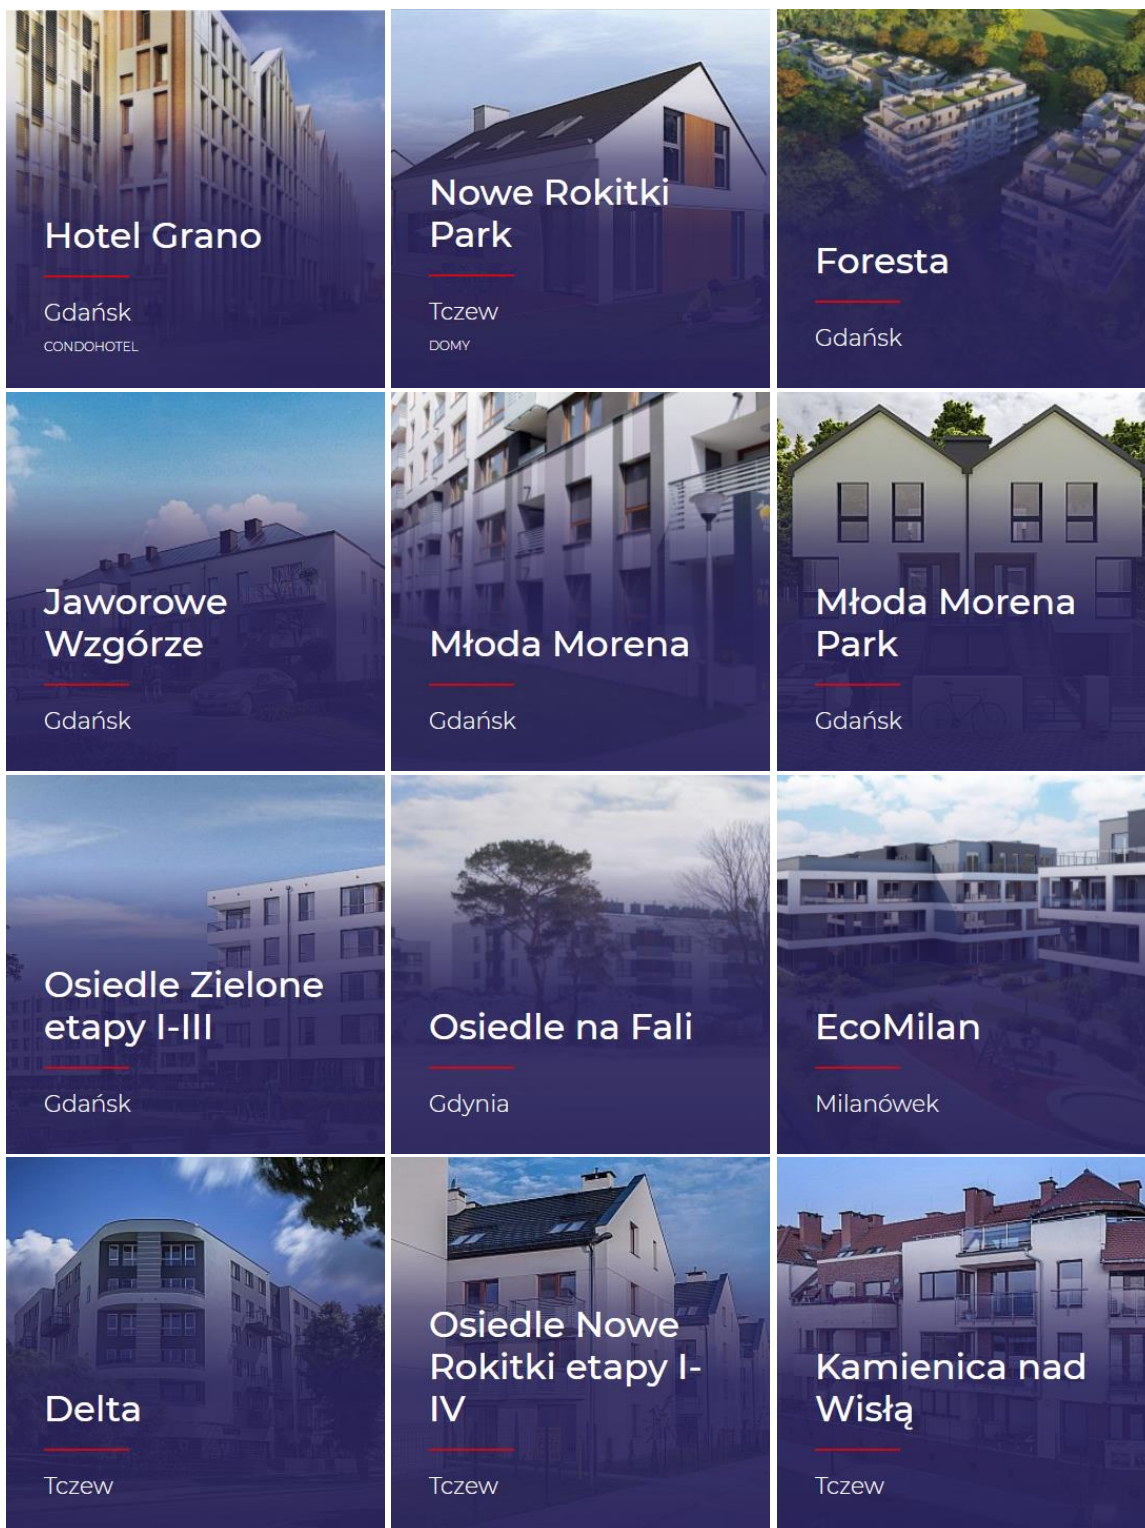 Hotel Grano
Gdańsk
CONDOHOTEL
Nowe Rokitki
Park
Tczew
DOMY
Foresta
Gdańsk
Jaworowe
Wzgórze
Gdańsk
Młoda Morena
Gdańsk
Młoda Morena
Park
Gdańsk
Osiedle Zielone
etapy I-III
Gdańsk
Osiedle na Fali
Gdynia
EcoMilan
Milanówek
Delta
Tczew
Osiedle Nowe
Rokitki etapy I-
IV
Tczew
Kamienica nad
Wisłą
Tczew